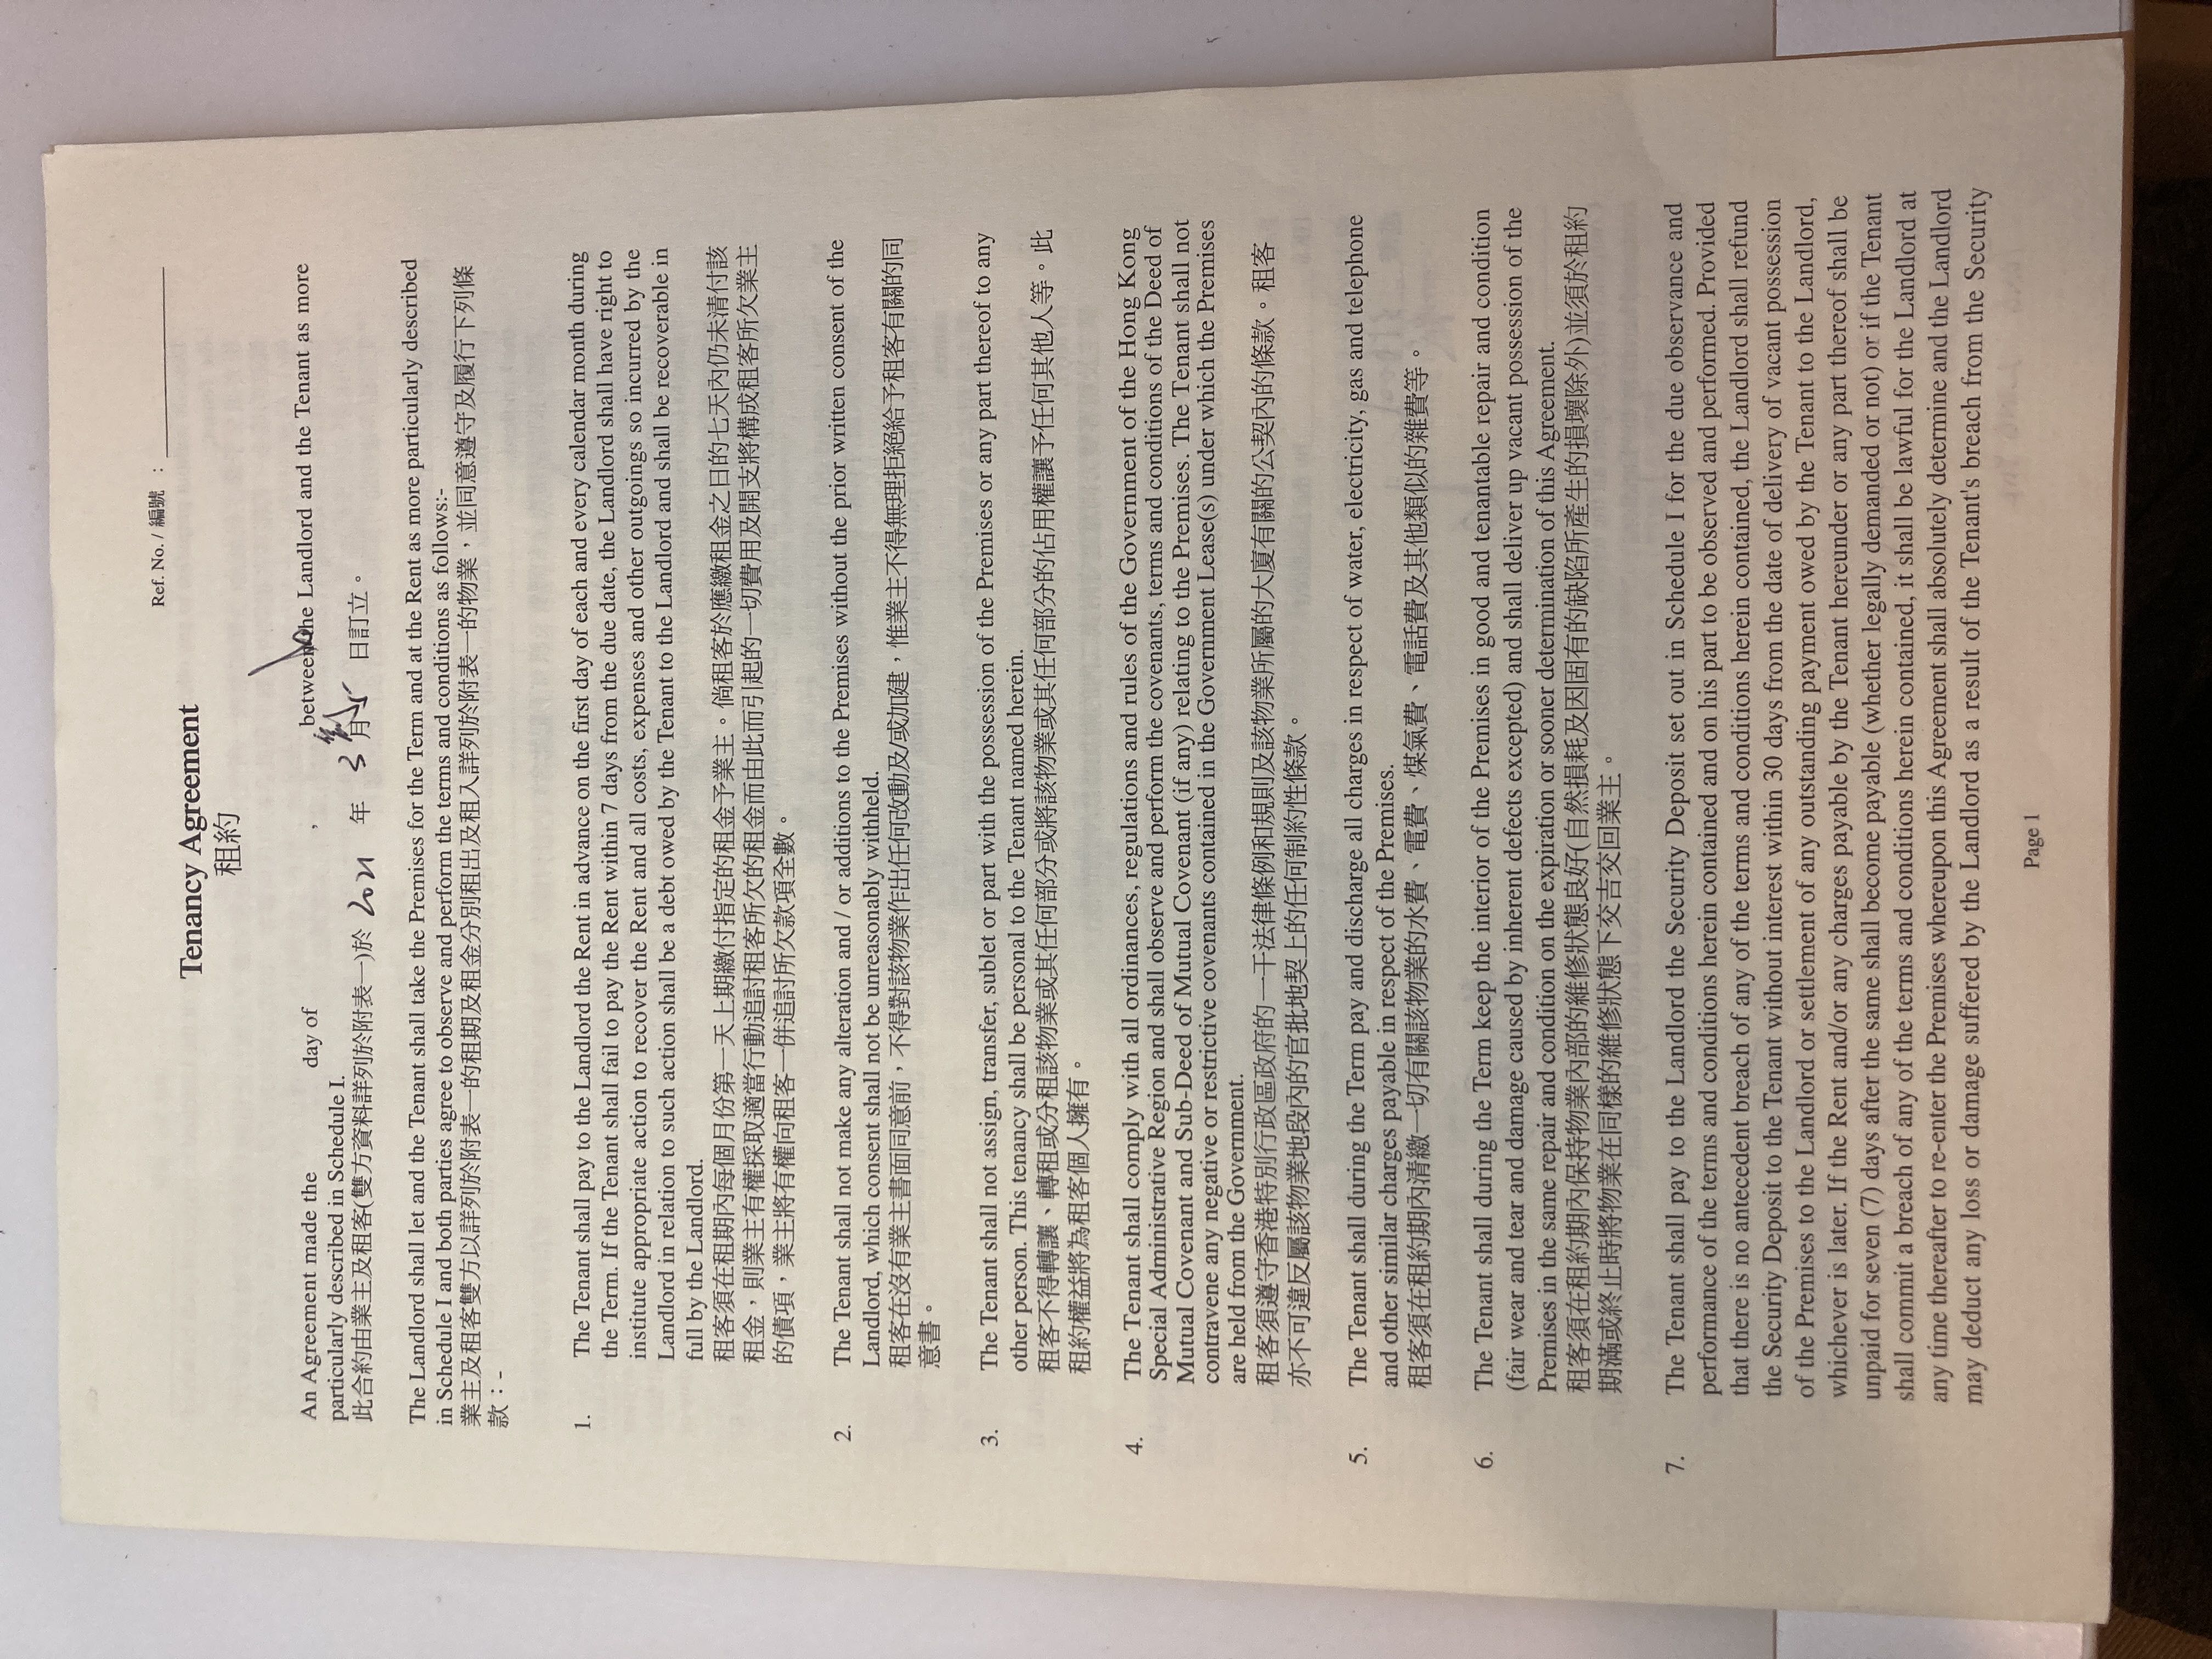 Ref. No. / 編號 :
Tenancy Agreement
租約
An Agreement made the day of , between the Landlord and the Tenant as more
particularly described in Schedule I.
此合約由業主及租客(雙方資料詳列於附表一)於 2021 年 3 月 日訂立。
The Landlord shall let and the Tenant shall take the Premises for the Term and at the Rent as more particularly described
in Schedule I and both parties agree to observe and perform the terms and conditions as follows:-
業主及租客雙方以詳列於附表一的租期及租金分別租出及租入詳列於附表一的物業，並同意遵守及履行下列條
款：-
1. The Tenant shall pay to the Landlord the Rent in advance on the first day of each and every calendar month during
the Term. If the Tenant shall fail to pay the Rent within 7 days from the due date, the Landlord shall have right to
institute appropriate action to recover the Rent and all costs, expenses and other outgoings so incurred by the
Landlord in relation to such action shall be a debt owed by the Tenant to the Landlord and shall be recoverable in
full by the Landlord.
租客須在租期內每個月份第一天上期繳付指定的租金予業主。倘租客於應繳租金之日的七天內仍未清付該
租金，則業主有權採取適當行動追討租客所欠的租金而由此而引起的一切費用及開支將構成租客所欠業主
的債項，業主將有權向租客一併追討所欠款項全數。
2. The Tenant shall not make any alteration and / or additions to the Premises without the prior written consent of the
Landlord, which consent shall not be unreasonably withheld.
租客在沒有業主書面同意前，不得對該物業作出任何改動及/或加建，惟業主不得無理拒絕給予租客有關的同
意書。
3. The Tenant shall not assign, transfer, sublet or part with the possession of the Premises or any part thereof to any
other person. This tenancy shall be personal to the Tenant named herein.
租客不得轉讓、轉租或分租該物業或其任何部分或將該物業或其任何部分的佔用權讓予任何其他人等。此
租約權益將為租客個人擁有。
4. The Tenant shall comply with all ordinances, regulations and rules of the Government of the Hong Kong
Special Administrative Region and shall observe and perform the covenants, terms and conditions of the Deed of
Mutual Covenant and Sub-Deed of Mutual Covenant (if any) relating to the Premises. The Tenant shall not
contravene any negative or restrictive covenants contained in the Government Lease(s) under which the Premises
are held from the Government.
租客須遵守香港特別行政區政府的一干法律條例和規則及該物業所屬的大廈有關的公契內的條款。租客
亦不可違反屬該物業地段內的官批地契上的任何制約性條款。
5. The Tenant shall during the Term pay and discharge all charges in respect of water, electricity, gas and telephone
and other similar charges payable in respect of the Premises.
租客須在租約期內清繳一切有關該物業的水費、電費、煤氣費、電話費及其他類似的雜費等。
6. The Tenant shall during the Term keep the interior of the Premises in good and tenantable repair and condition
(fair wear and tear and damage caused by inherent defects excepted) and shall deliver up vacant possession of the
Premises in the same repair and condition on the expiration or sooner determination of this Agreement.
租客須在租約期內保持物業內部的維修狀態良好(自然損耗及因固有的缺陷所產生的損壞除外)並須於租約
期滿或終止時將物業在同樣的維修狀態下交吉交回業主。
7. The Tenant shall pay to the Landlord the Security Deposit set out in Schedule I for the due observance and
performance of the terms and conditions herein contained and on his part to be observed and performed. Provided
that there is no antecedent breach of any of the terms and conditions herein contained, the Landlord shall refund
the Security Deposit to the Tenant without interest within 30 days from the date of delivery of vacant possession
of the Premises to the Landlord or settlement of any outstanding payment owed by the Tenant to the Landlord,
whichever is later. If the Rent and/or any charges payable by the Tenant hereunder or any part thereof shall be
unpaid for seven (7) days after the same shall become payable (whether legally demanded or not) or if the Tenant
shall commit a breach of any of the terms and conditions herein contained, it shall be lawful for the Landlord at
any time thereafter to re-enter the Premises whereupon this Agreement shall absolutely determine and the Landlord
may deduct any loss or damage suffered by the Landlord as a result of the Tenant's breach from the Security
Page 1